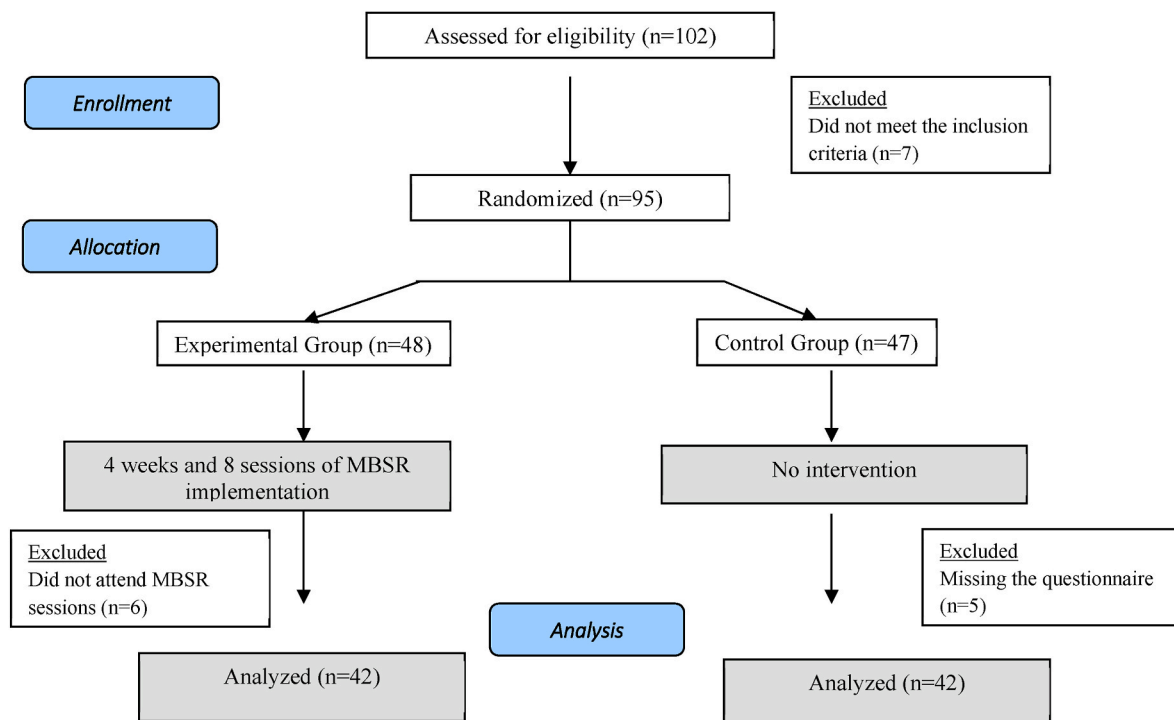 Assessed for eligibility (n=102)
Enrollment
Excluded
Did not meet the inclusion
criteria (n=7)
Randomized (n=95)
Allocation
Experimental Group (n=48)
Control Group (n=47)
4 weeks and 8 sessions of MBSR
implementation
No intervention
Excluded
Did not attend MBSR
sessions (n=6)
Excluded
Missing the questionnaire
(n=5)
Analysis
Analyzed (n=42)
Analyzed (n=42)